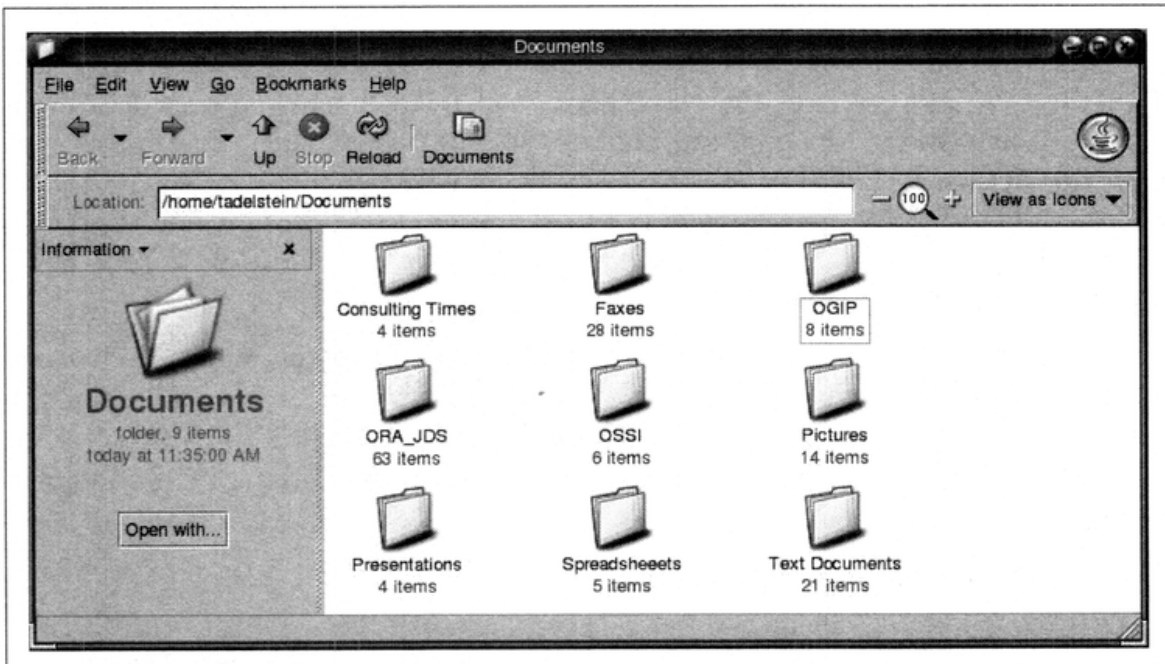 Documents
File Edit View Go Bookmarks Help
Back Forward Up Stop Reload Documents
Location: /home/tadelstein/Documents 100 View as Icons
Information x
Documents
folder, 9 items
today at 11:35:00 AM
Open with...
Consulting Times Faxes OGIP
4 items 28 items 8 items
ORA_JDS OSSI Pictures
63 items 6 items 14 items
Presentations Spreadsheeets Text Documents
4 items 5 items 21 items